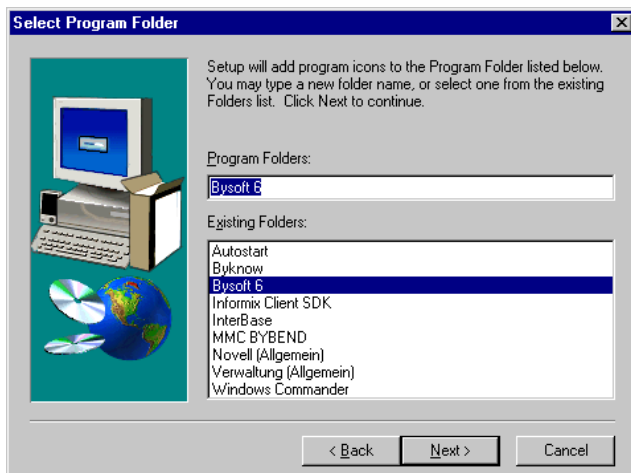 Select Program Folder
Setup will add program icons to the Program Folder listed below.
You may type a new folder name, or select one from the existing
Folders list.  Click Next to continue.
Program Folders:
Bysoft 6
Existing Folders:
Autostart
Byknow
Bysoft 6
Informix Client SDK
InterBase
MMC BYBEND
Novell (Allgemein)
Verwaltung (Allgemein)
Windows Commander
< Back
Next >
Cancel